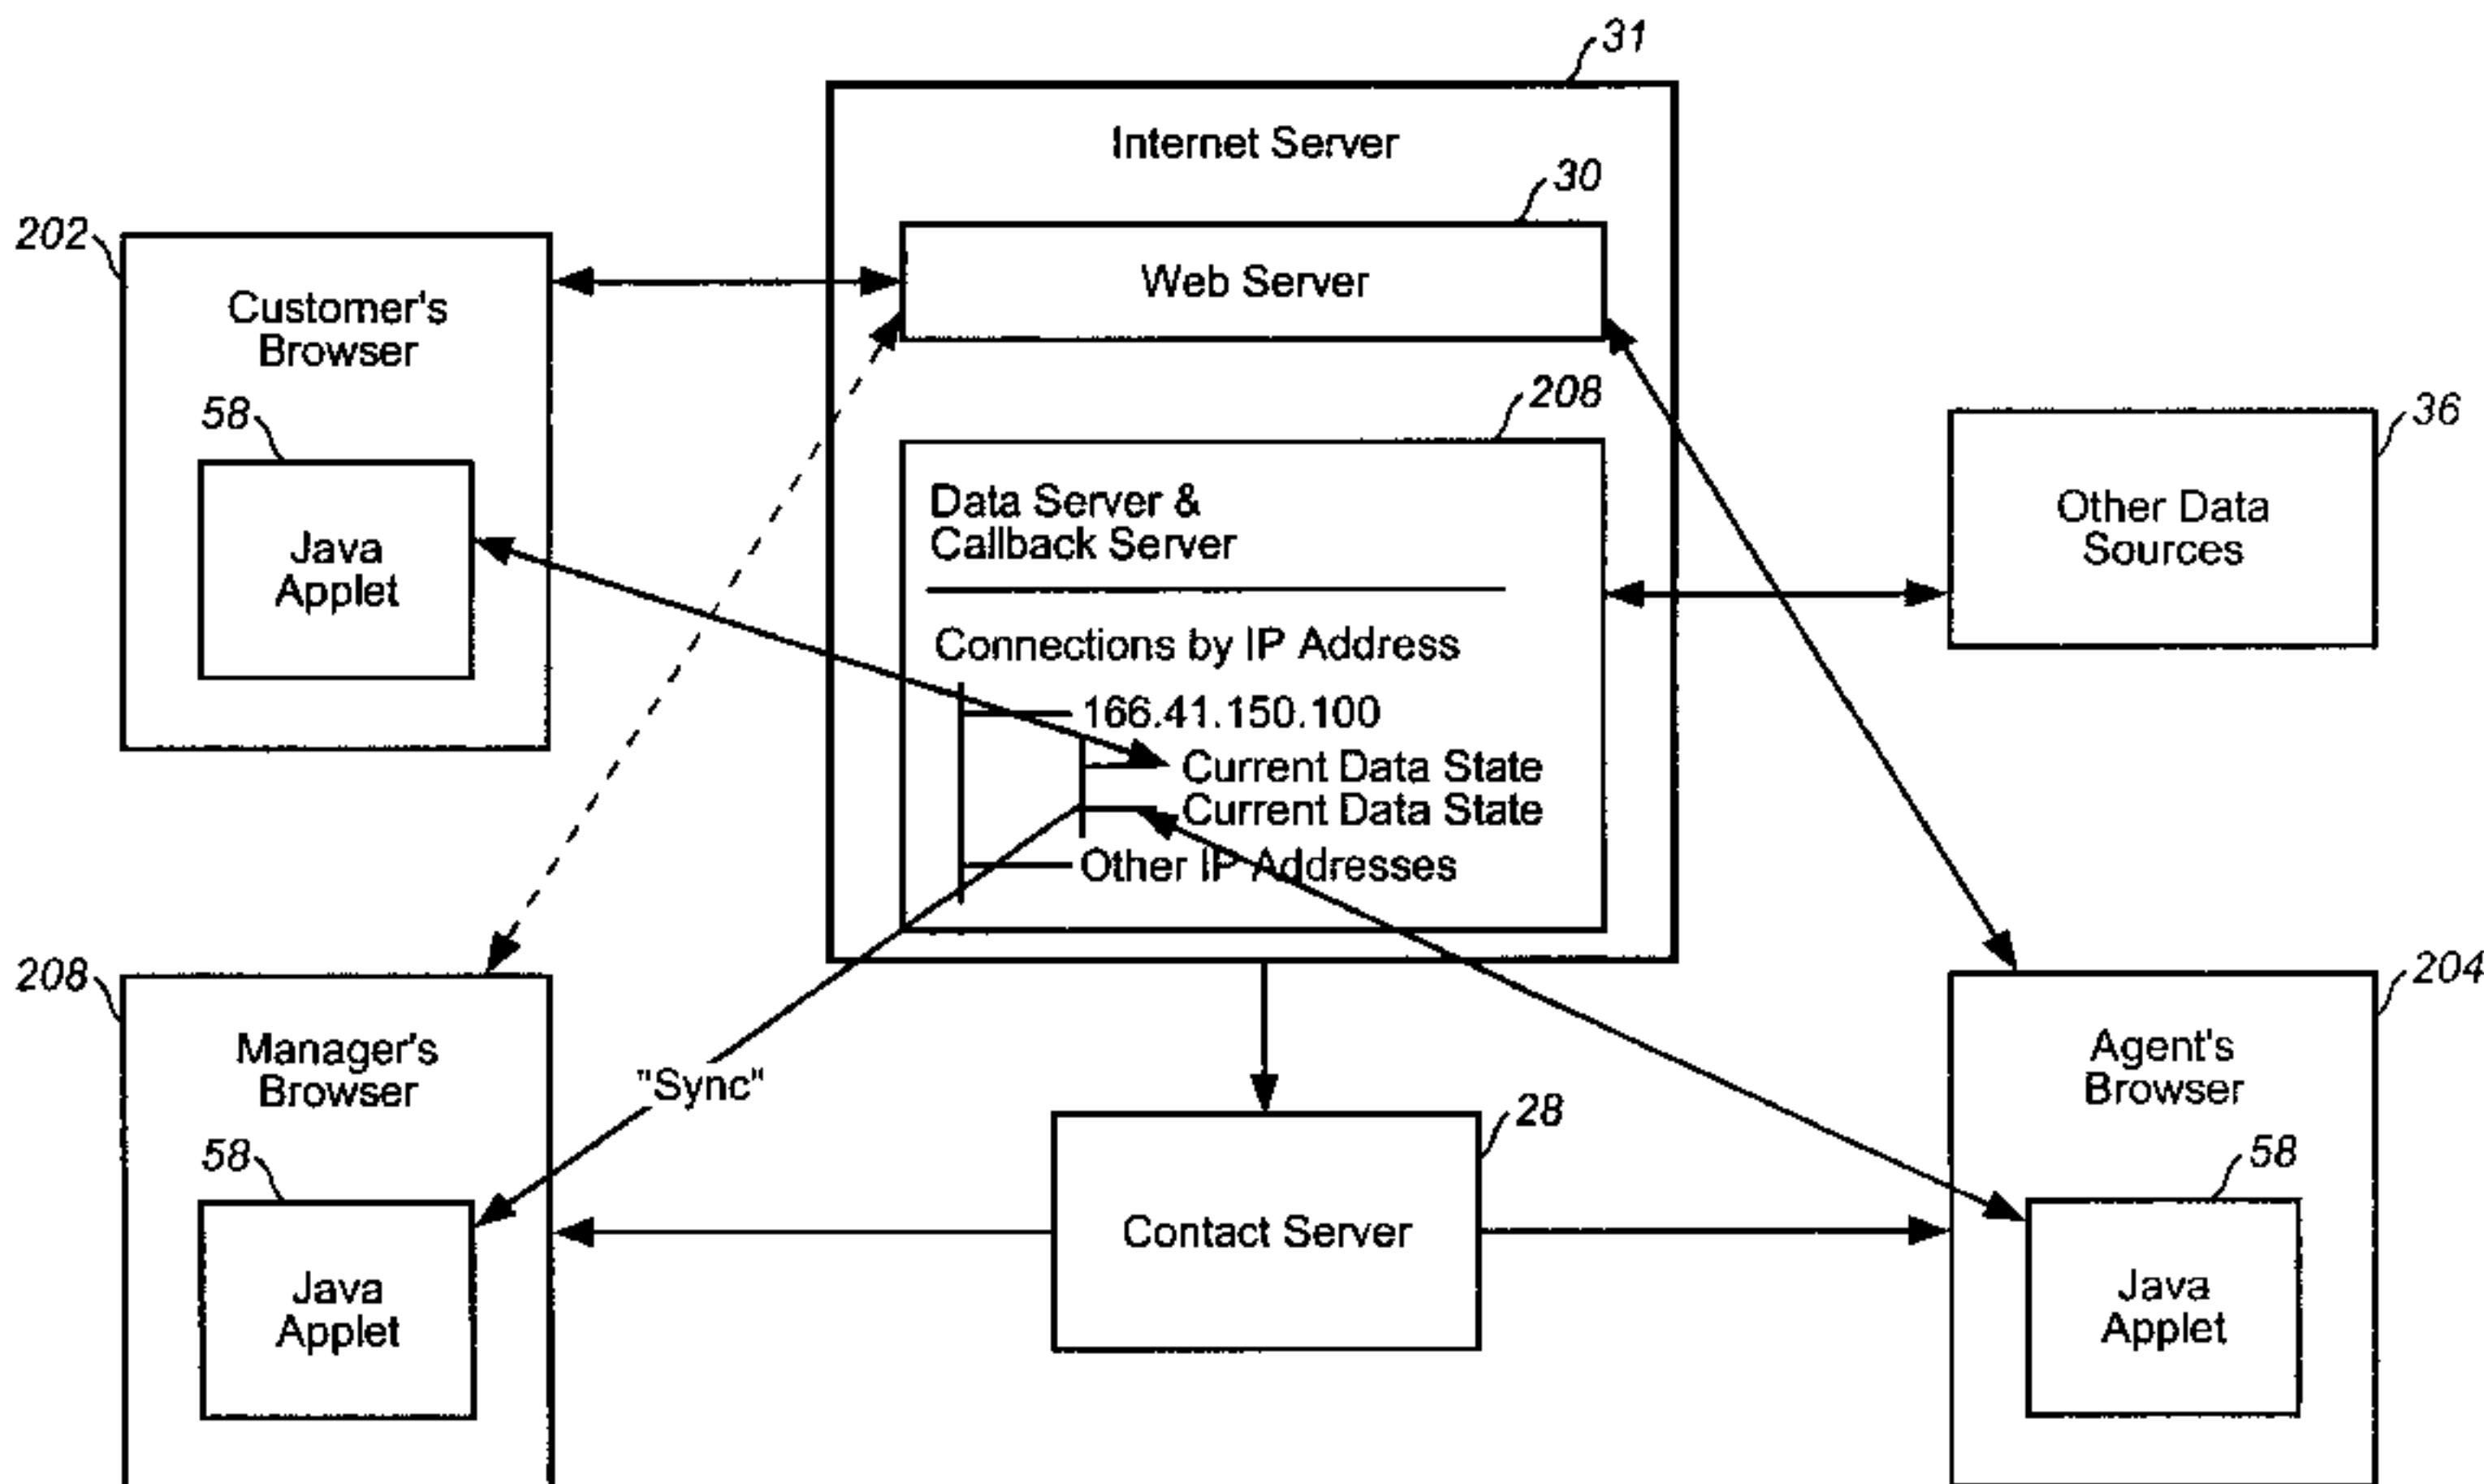 31
Internet Server
30
Web Server
202
Customer's
Browser
58
Java
Applet
208
Data Server &
Callback Server
Connections by IP Address
166.41.150.100
Current Data State
Current Data State
Other IP Addresses
36
Other Data
Sources
208
Manager's
Browser
"Sync"
58
Java
Applet
28
Contact Server
204
Agent's
Browser
58
Java
Applet